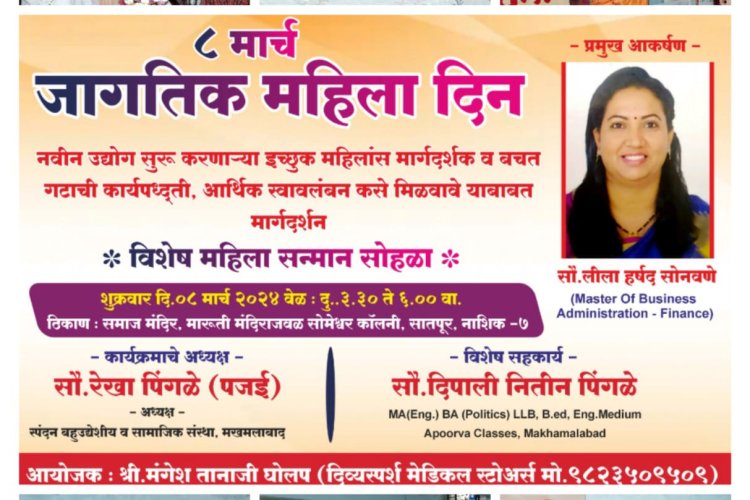 ८ मार्च
जागतिक महिला दिन
नवीन उद्योग सुरू करणाऱ्या इच्छुक महिलांस मार्गदर्शक व बचत
गटाची कार्यपध्द्ती, आर्थिक स्वावलंबन कसे मिळवावे याबाबत
मार्गदर्शन
* विशेष महिला सन्मान सोहळा *
शुक्रवार दि.०८ मार्च २०२४ वेळ : दु..३.३० ते ६.०० वा.
ठिकाण : समाज मंदिर, मारूती मंदिराजवळ सोमेश्वर कॉलनी, सातपूर, नाशिक -७
- प्रमुख आकर्षण -
सौ.लीला हर्षद सोनवणे
(Master Of Business
Administration - Finance)
- कार्यक्रमाचे अध्यक्ष -
सौ.रेखा पिंगळे (पजई)
- अध्यक्ष -
स्पंदन बहुउद्येशीय व सामाजिक संस्था, मखमलाबाद
- विशेष सहकार्य -
सौ.दिपाली नितीन पिंगळे
MA(Eng.) BA (Politics) LLB, B.ed, Eng.Medium
Apoorva Classes, Makhamalabad
आयोजक : श्री.मंगेश तानाजी घोलप (दिव्यस्पर्श मेडिकल स्टोअर्स मो.९८२३५०९५०९)